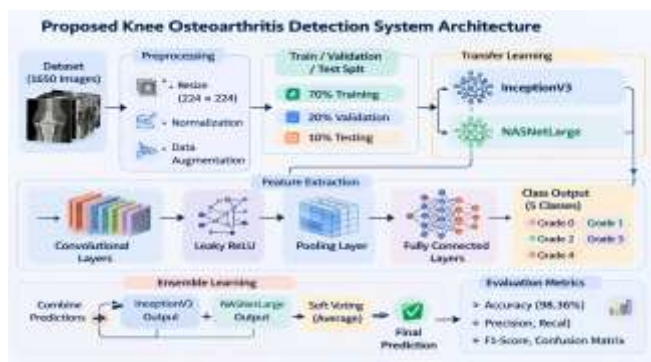 Proposed Knee Osteoarthritis Detection System Architecture
Dataset
(1650 Images)
Preprocessing
Resize
(224 × 224)
Normalization
Data
Augmentation
Train / Validation
/ Test Split
70% Training
20% Validation
10% Testing
Transfer Learning
InceptionV3
NASNetLarge
Feature Extraction
Convolutional
Layers
Leaky ReLU
Pooling Layer
Fully Connected
Layers
Class Output
(5 Classes)
Grade 0 Grade 1
Grade 2 Grade 3
Grade 4
Ensemble Learning
Combine
Predictions
InceptionV3
Output
+
NASNetLarge
Output
Soft Voting
(Average)
Final
Prediction
Evaluation Metrics
Accuracy (98.36%)
Precision, Recall)
F1-Score, Confusion Matrix